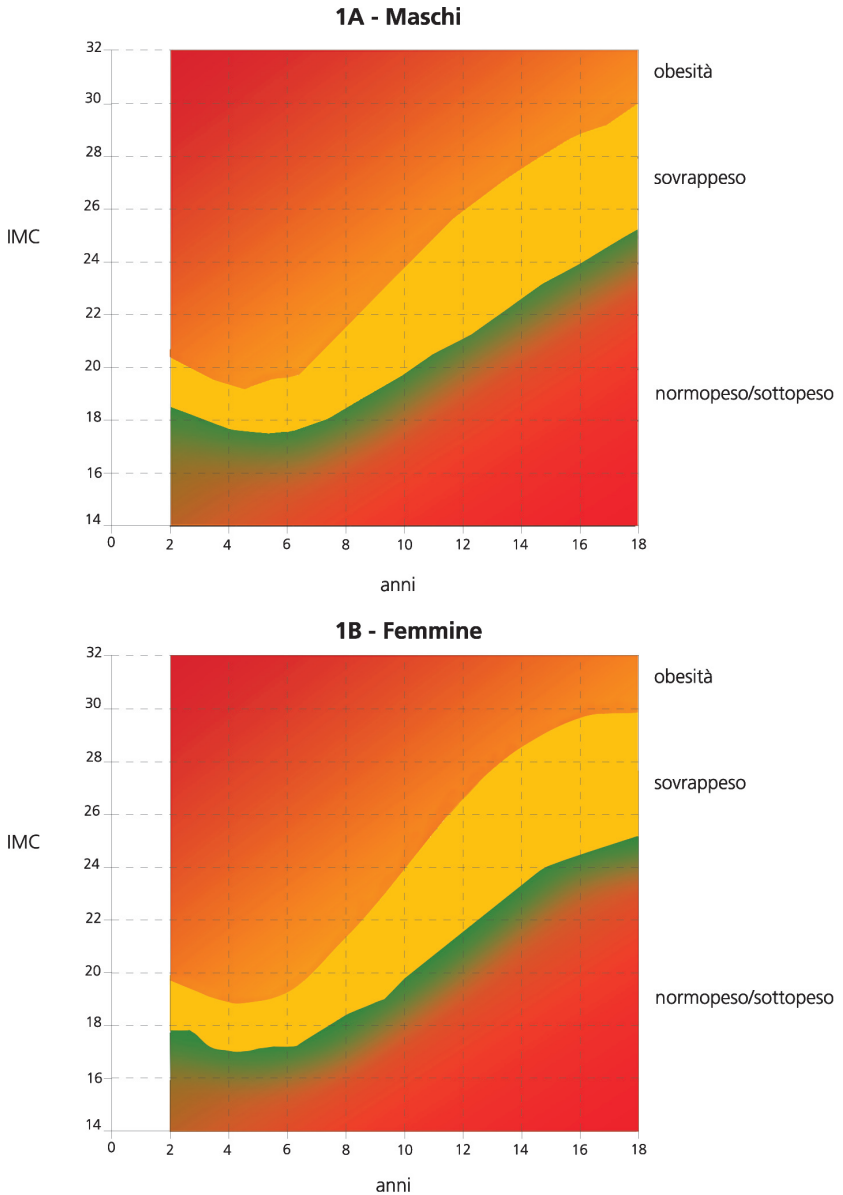 1A - Maschi
32
30
28
26
24
22
20
18
16
14
IMC
obesità
sovrappeso
normopeso/sottopeso
0 2 4 6 8 10 12 14 16 18
anni
1B - Femmine
32
30
28
26
24
22
20
18
16
14
IMC
obesità
sovrappeso
normopeso/sottopeso
0 2 4 6 8 10 12 14 16 18
anni